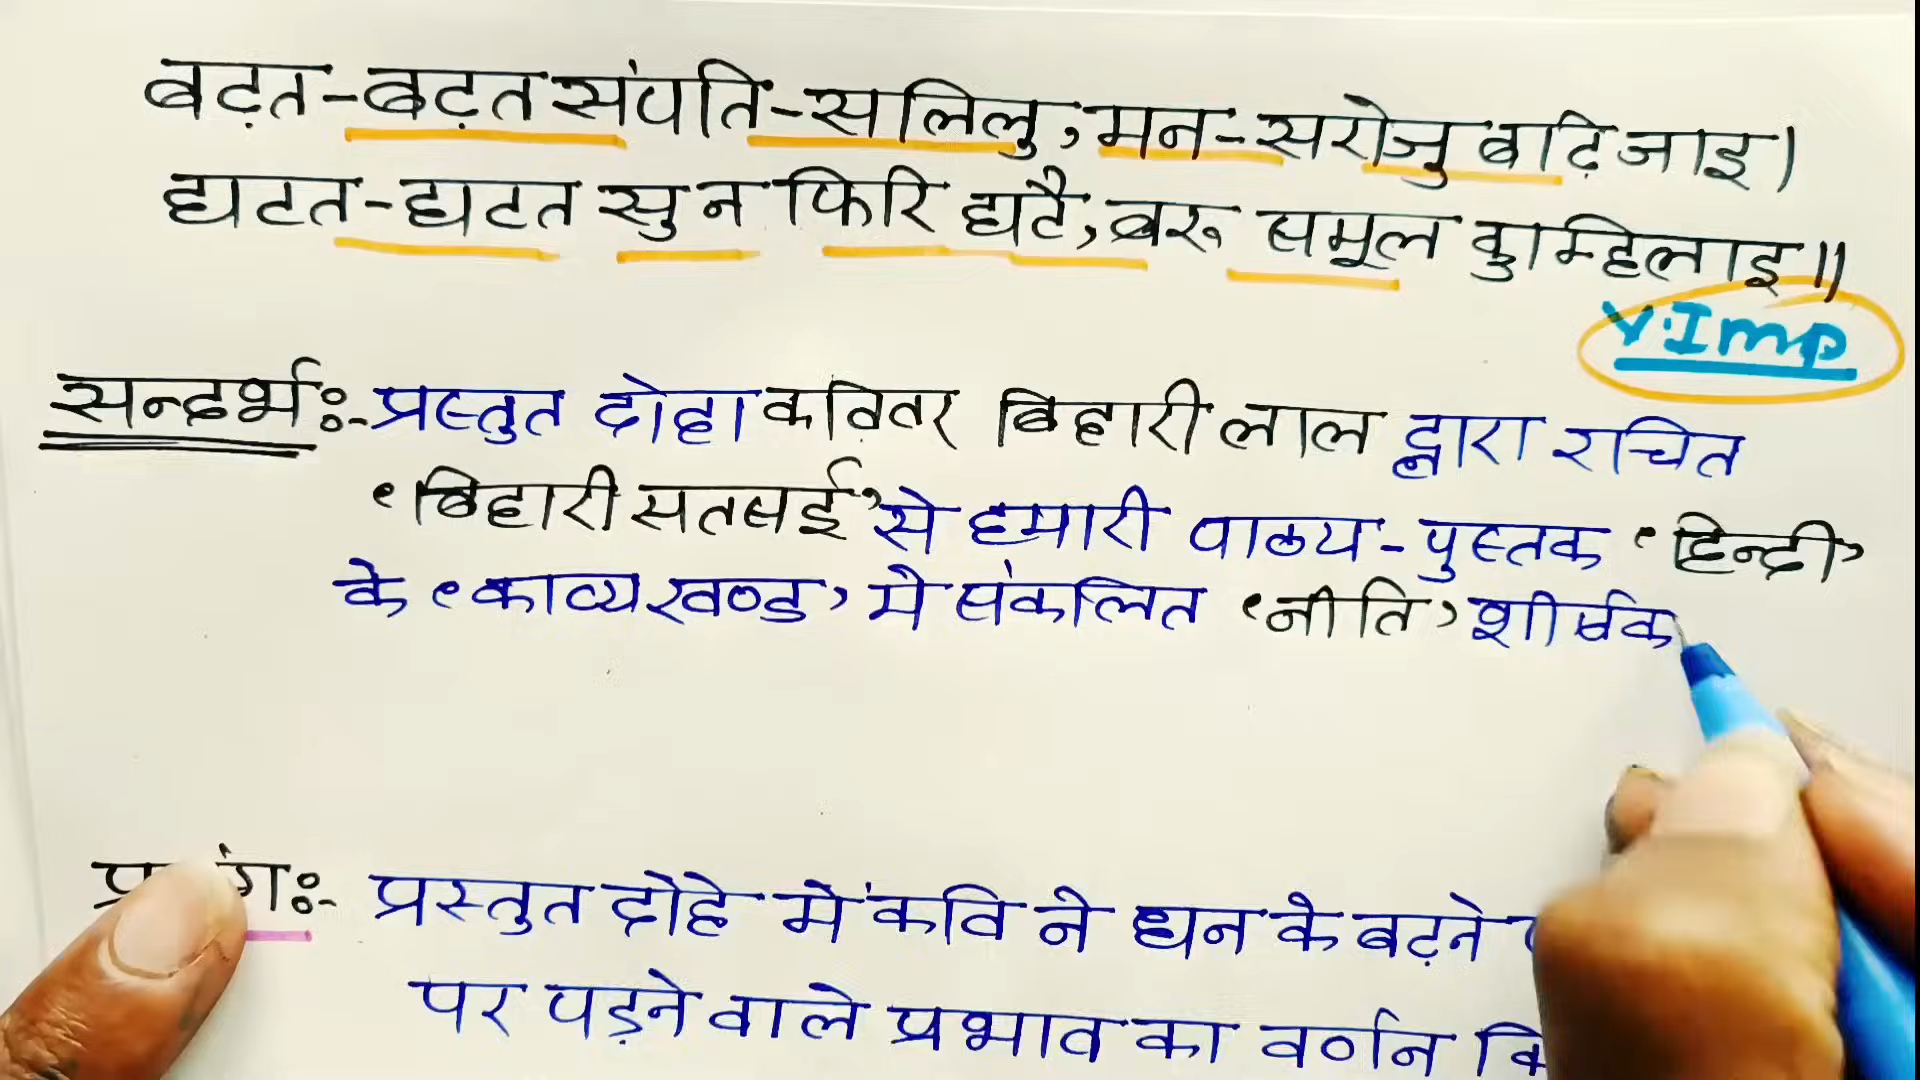 बढ़त-बढ़त संपति-सलिलु, मन-सरोजु बाढ़ि जाइ।
घटत-घटत सु न फिरि घटै, बरू समूल कुम्हिलाइ॥
V.Imp
सन्दर्भः- प्रस्तुत दोहा कविवर बिहारी लाल द्वारा रचित
'बिहारी सतसई' से हमारी पाठ्य-पुस्तक 'हिन्दी'
के 'काव्यखण्ड' में संकलित 'नीति' शीर्षक
प्रस्तुत दोहे में कवि ने धन के बढ़ने
पर पड़ने वाले प्रभाव का वर्णन